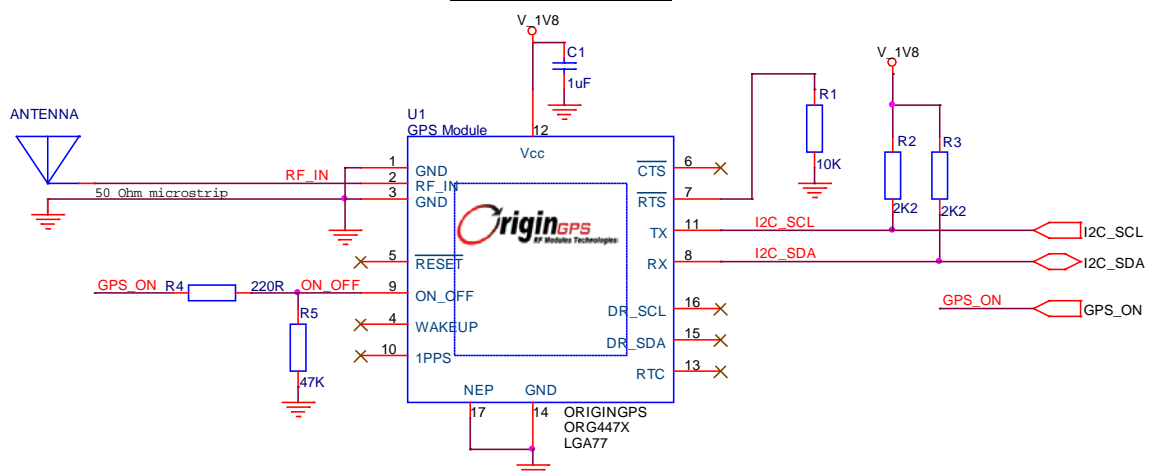 V_1V8
C1
1uF
V_1V8
R1
10K
ANTENNA
U1
GPS Module
12
Vcc
R2
R3
2K2
2K2
1
GND
RF_IN
2
RF_IN
50 Ohm microstrip
3
GND
CTS
6
RTS
7
OriginGPS
RF Modules Technologies
TX
11
I2C_SCL
I2C_SCL
RX
8
I2C_SDA
I2C_SDA
5
RESET
GPS_ON
R4
220R
ON_OFF
9
ON_OFF
R5
47K
4
WAKEUP
10
1PPS
DR_SCL
16
DR_SDA
15
RTC
13
GPS_ON
GPS_ON
NEP
GND
17
14
ORIGINGPS
ORG447X
LGA77